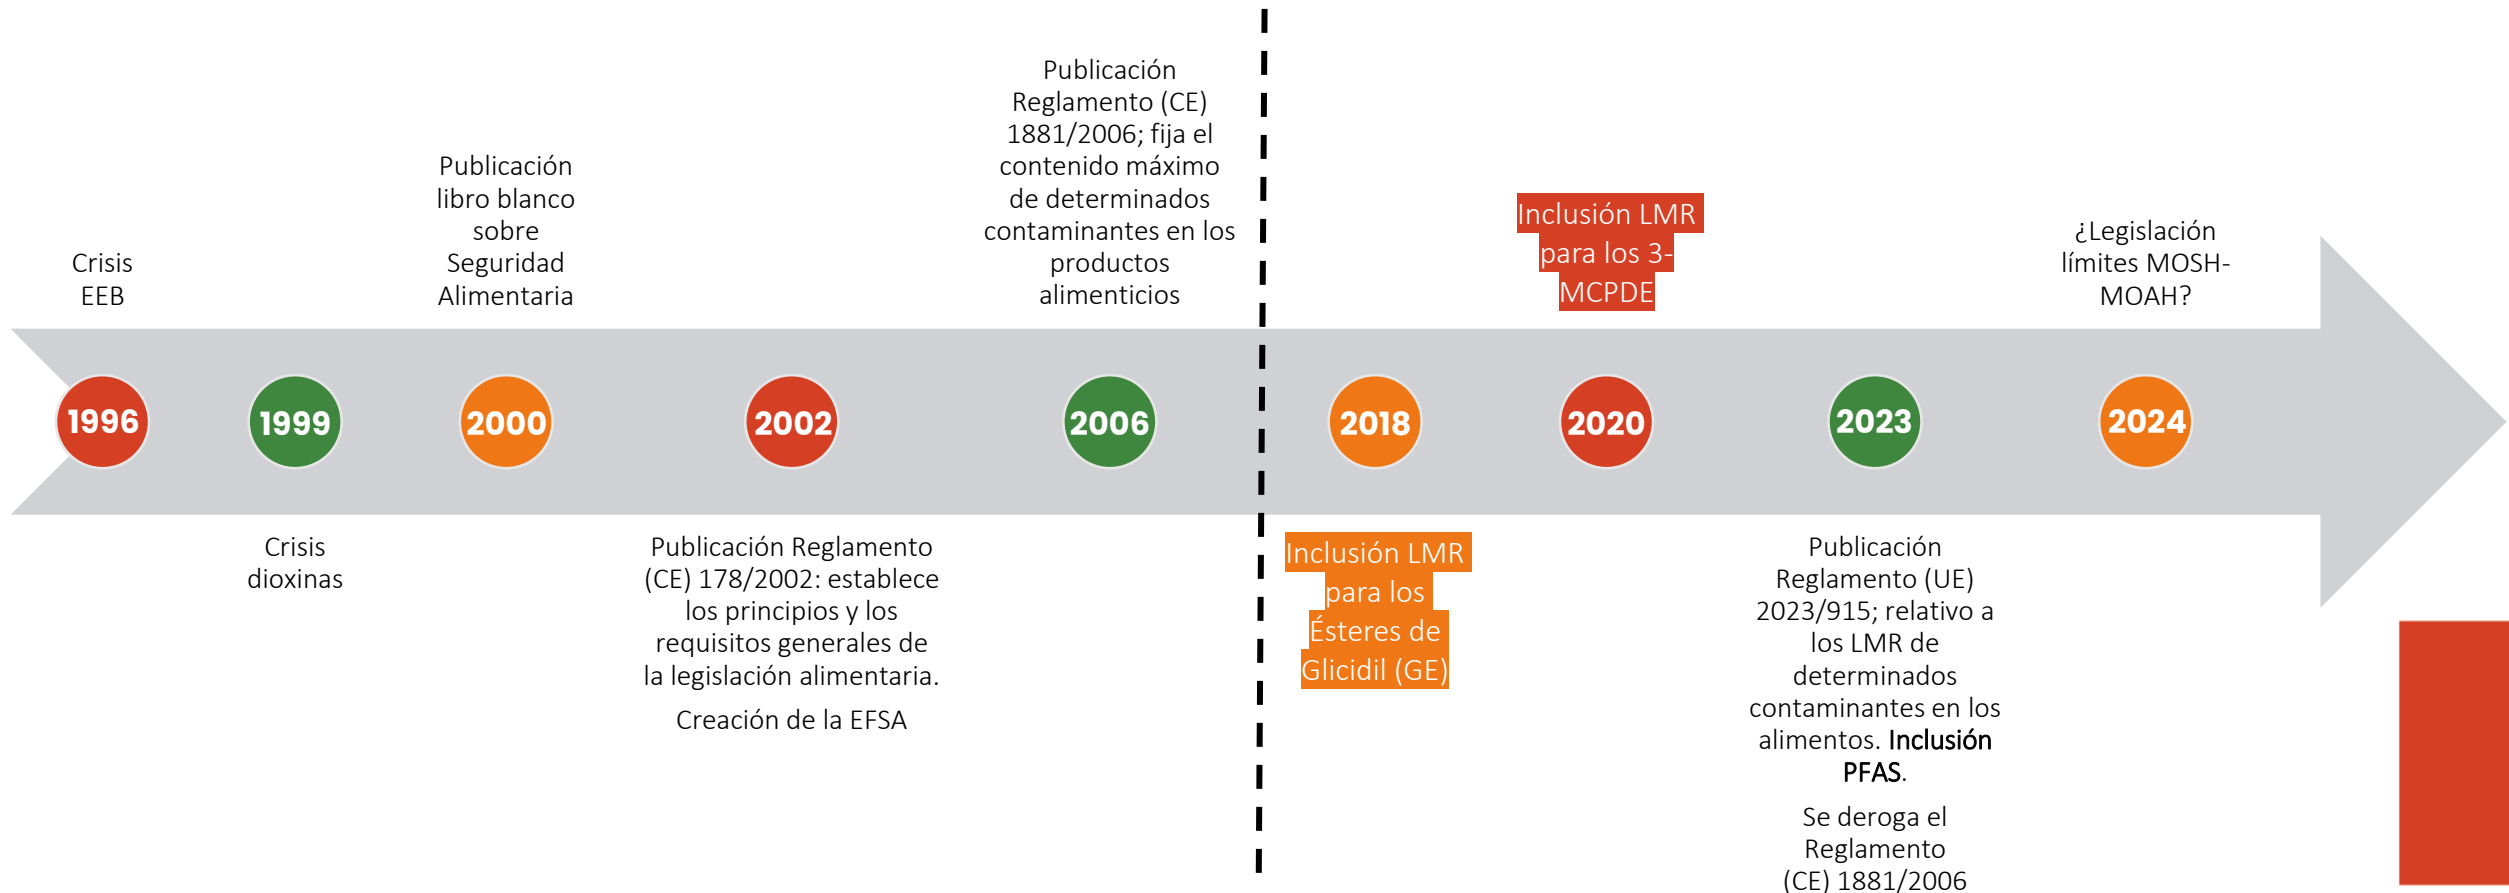 Crisis
EEB
1996
1999
Crisis
dioxinas
Publicación
libro blanco
sobre
Seguridad
Alimentaria
2000
2002
Publicación Reglamento
(CE) 178/2002: establece
los principios y los
requisitos generales de
la legislación alimentaria.
Creación de la EFSA
Publicación
Reglamento (CE)
1881/2006; fija el
contenido máximo
de determinados
contaminantes en los
productos
alimenticios
2006
2018
Inclusión LMR
para los
Ésteres de
Glicidil (GE)
Inclusión LMR
para los 3-
MCPDE
2020
2023
Publicación
Reglamento (UE)
2023/915; relativo a
los LMR de
determinados
contaminantes en los
alimentos. Inclusión
PFAS.
Se deroga el
Reglamento
(CE) 1881/2006
¿Legislación
límites MOSH-
MOAH?
2024